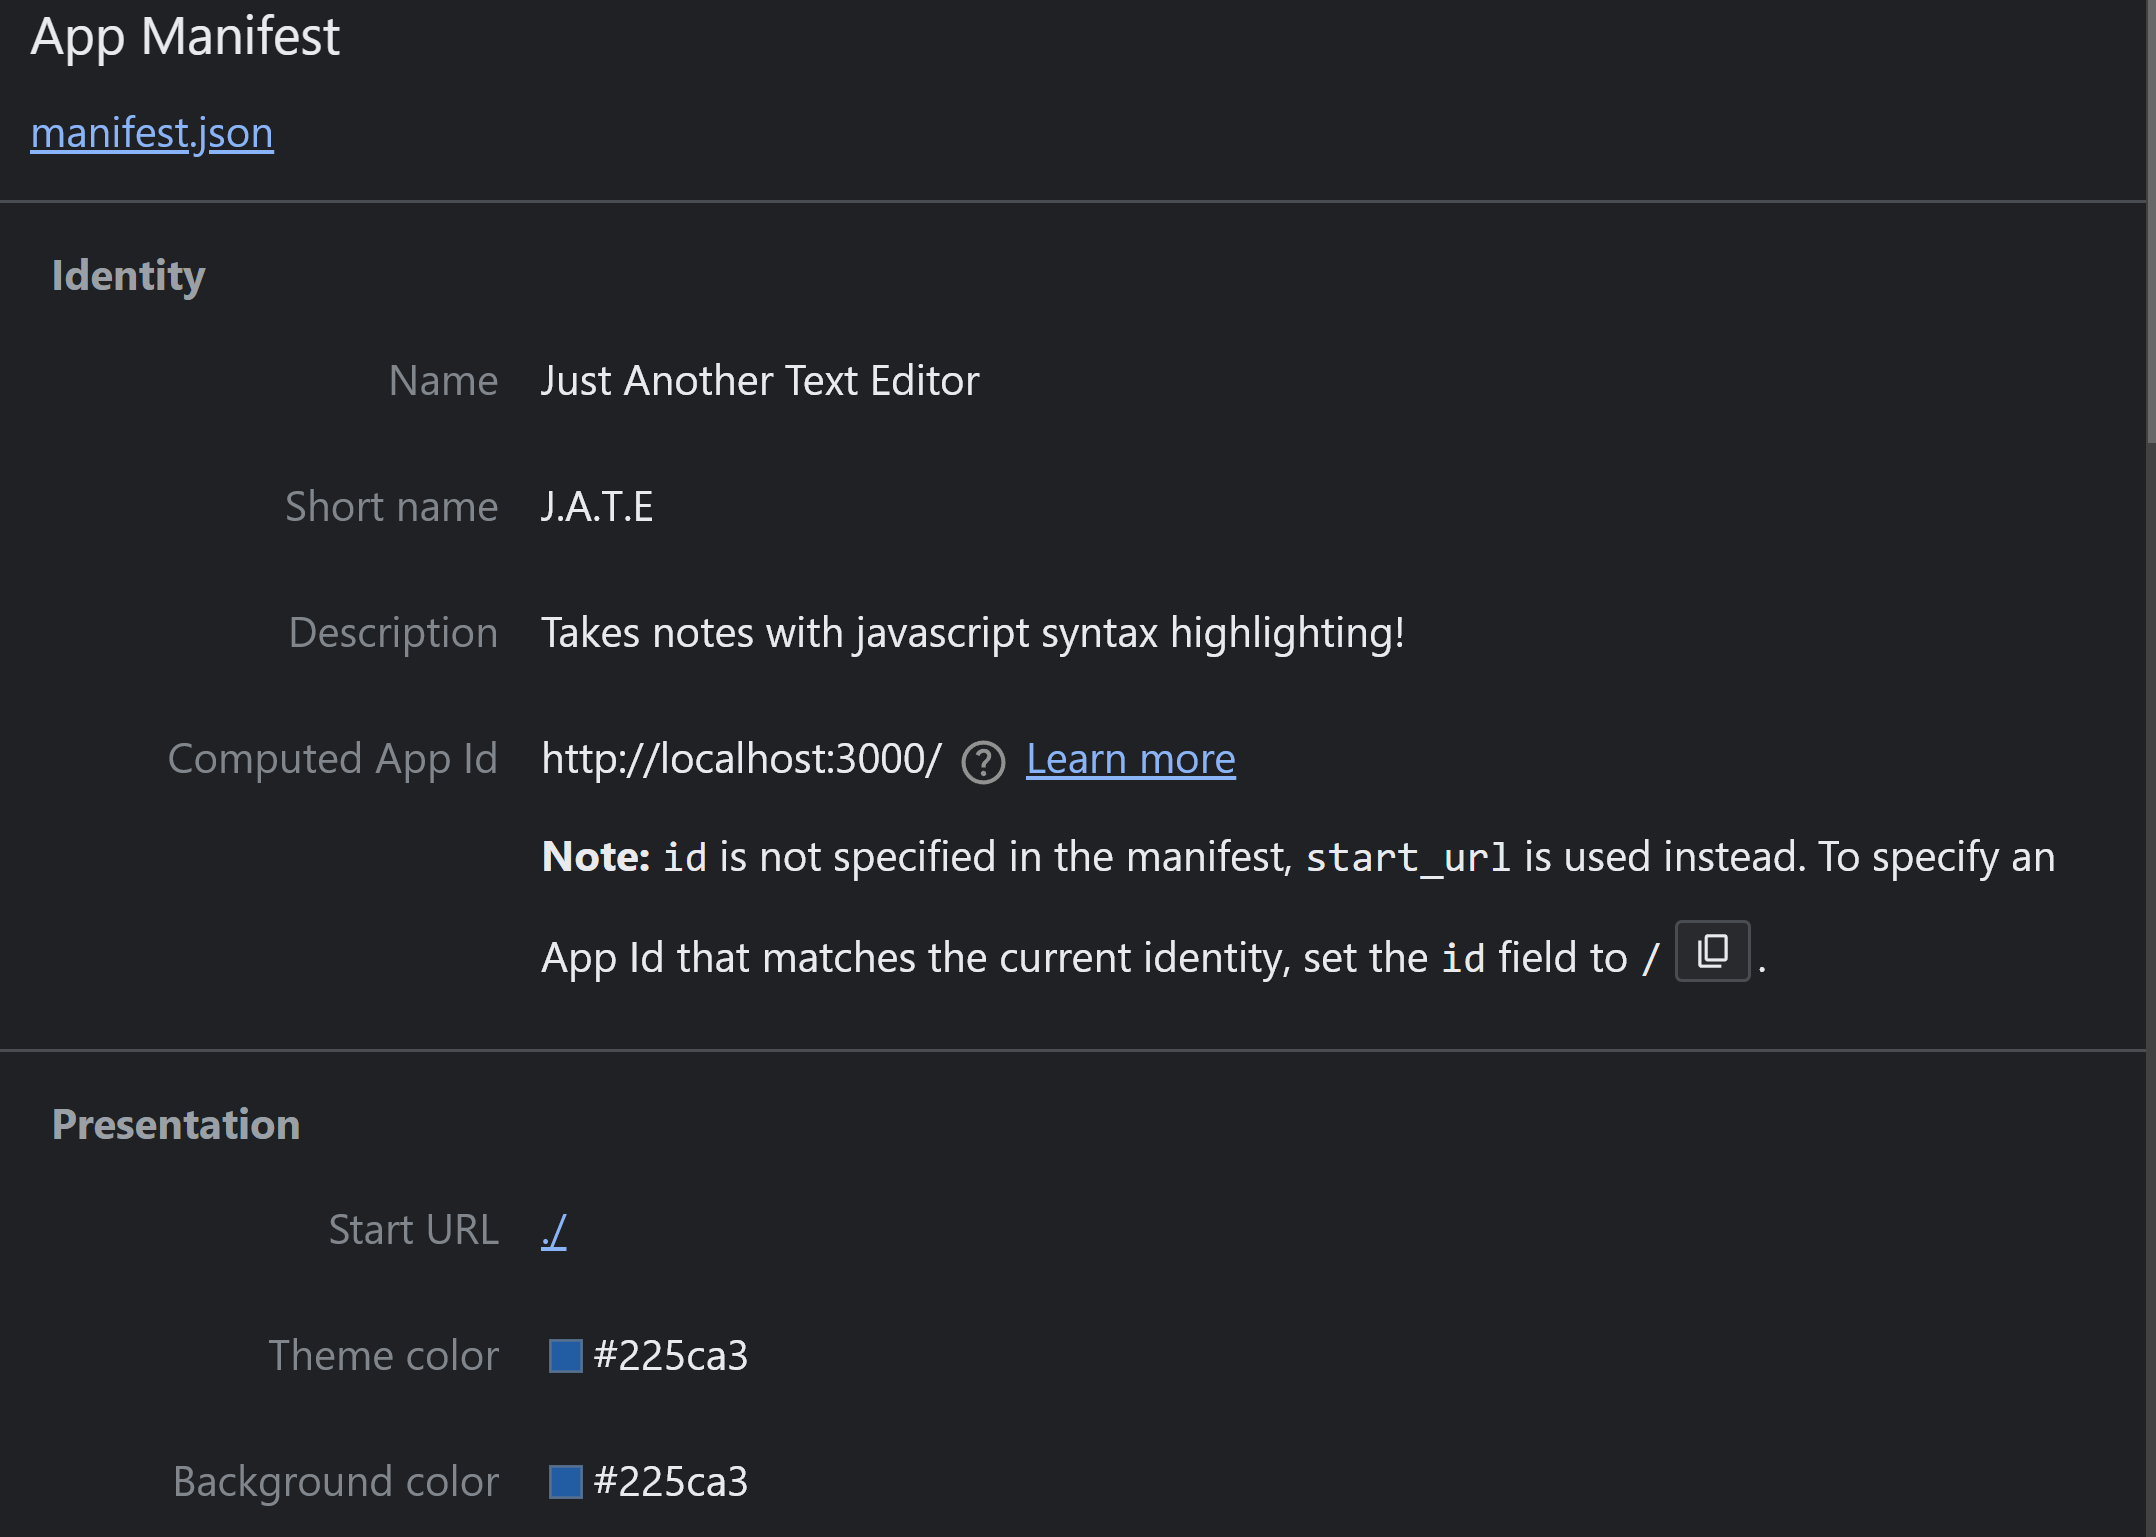 App Manifest
manifest.json
Identity
Name Just Another Text Editor
Short name J.A.T.E
Description Takes notes with javascript syntax highlighting!
Computed App Id http://localhost:3000/ ? Learn more
Note: id is not specified in the manifest, start_url is used instead. To specify an
App Id that matches the current identity, set the id field to / .
Presentation
Start URL ./
Theme color #225ca3
Background color #225ca3